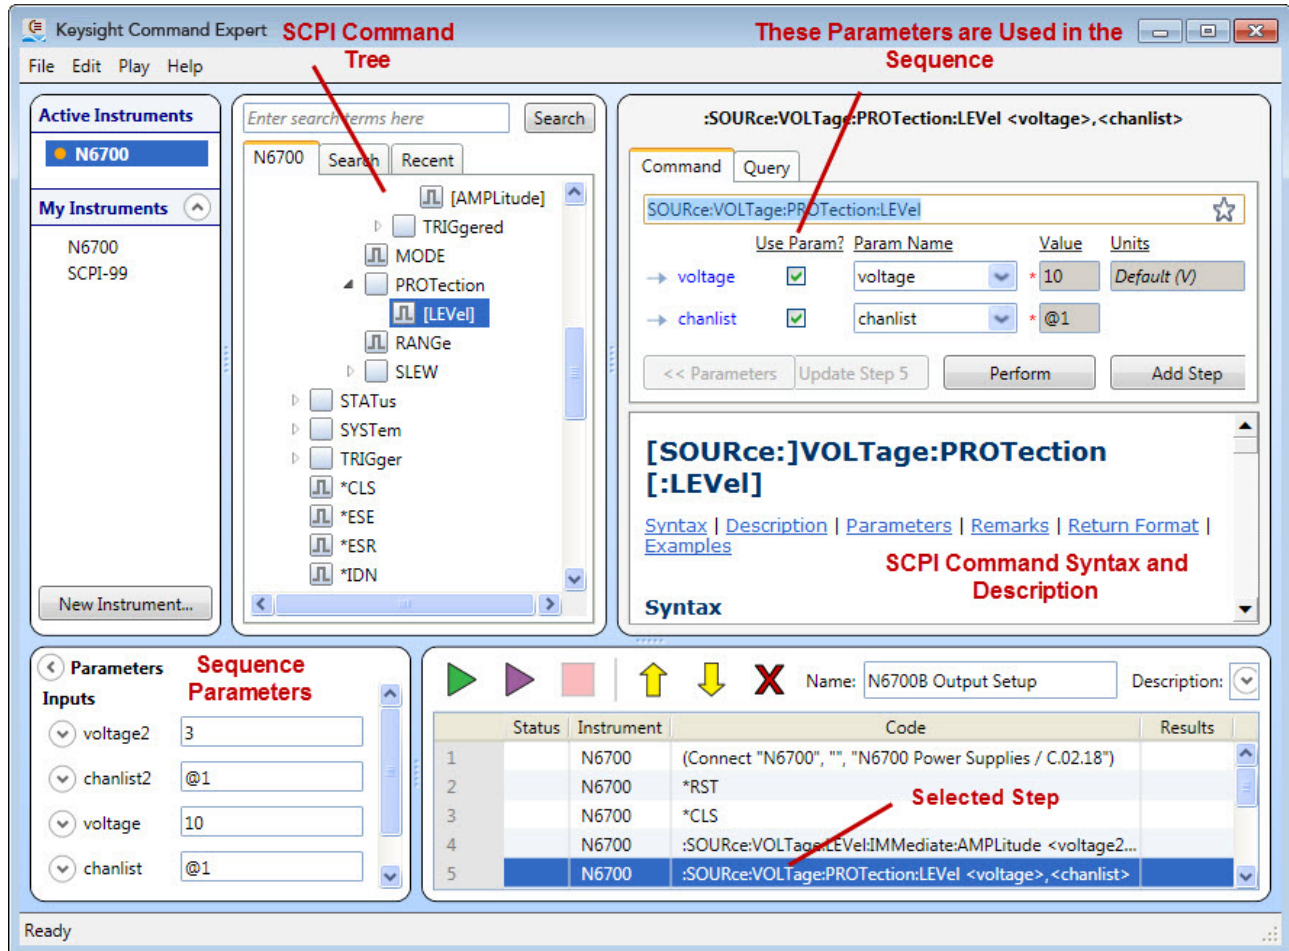 Keysight Command Expert
SCPI Command
Tree
These Parameters are Used in the
Sequence
File Edit Play Help
Active Instruments
N6700
My Instruments
N6700
SCPI-99
New Instrument...
Enter search terms here
Search
N6700 Search Recent
[AMPLitude]
TRIGgered
MODE
PROTection
[LEVel]
RANGe
SLEW
STATus
SYSTem
TRIGger
*CLS
*ESE
*ESR
*IDN
:SOURce:VOLTage:PROTection:LEVel <voltage>,<chanlist>
Command Query
SOURce:VOLTage:PROTection:LEVel
Use Param? Param Name Value Units
voltage voltage * 10 Default (V)
chanlist chanlist * @1
<< Parameters Update Step 5 Perform Add Step
[SOURce:]VOLTage:PROTection
[:LEVel]
Syntax | Description | Parameters | Remarks | Return Format |
Examples
SCPI Command Syntax and
Description
Syntax
Parameters
Sequence
Parameters
Inputs
voltage2 3
chanlist2 @1
voltage 10
chanlist @1
Name: N6700B Output Setup Description:
Status Instrument Code Results
1 N6700 (Connect "N6700", "", "N6700 Power Supplies / C.02.18")
2 N6700 *RST
Selected Step
3 N6700 *CLS
4 N6700 :SOURce:VOLTage:LEVel:IMMediate:AMPLitude <voltage2...
5 N6700 :SOURce:VOLTage:PROTection:LEVel <voltage>,<chanlist>
Ready